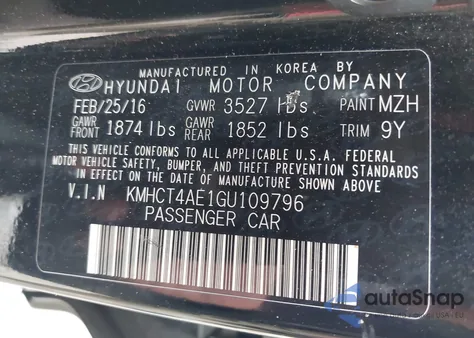 MANUFACTURED IN KOREA BY
HYUNDAI MOTOR COMPANY
FEB/25/16 GVWR 3527 lbs PAINT MZH
GAWR FRONT 1874 lbs GAWR REAR 1852 lbs TRIM 9Y
THIS VEHICLE CONFORMS TO ALL APPLICABLE U.S.A. FEDERAL
MOTOR VEHICLE SAFETY, BUMPER, AND THEFT PREVENTION STANDARDS
IN EFFECT ON THE DATE OF MANUFACTURE SHOWN ABOVE.
V.I.N KMHCT4AE1GU109796
PASSENGER CAR
autoSnap